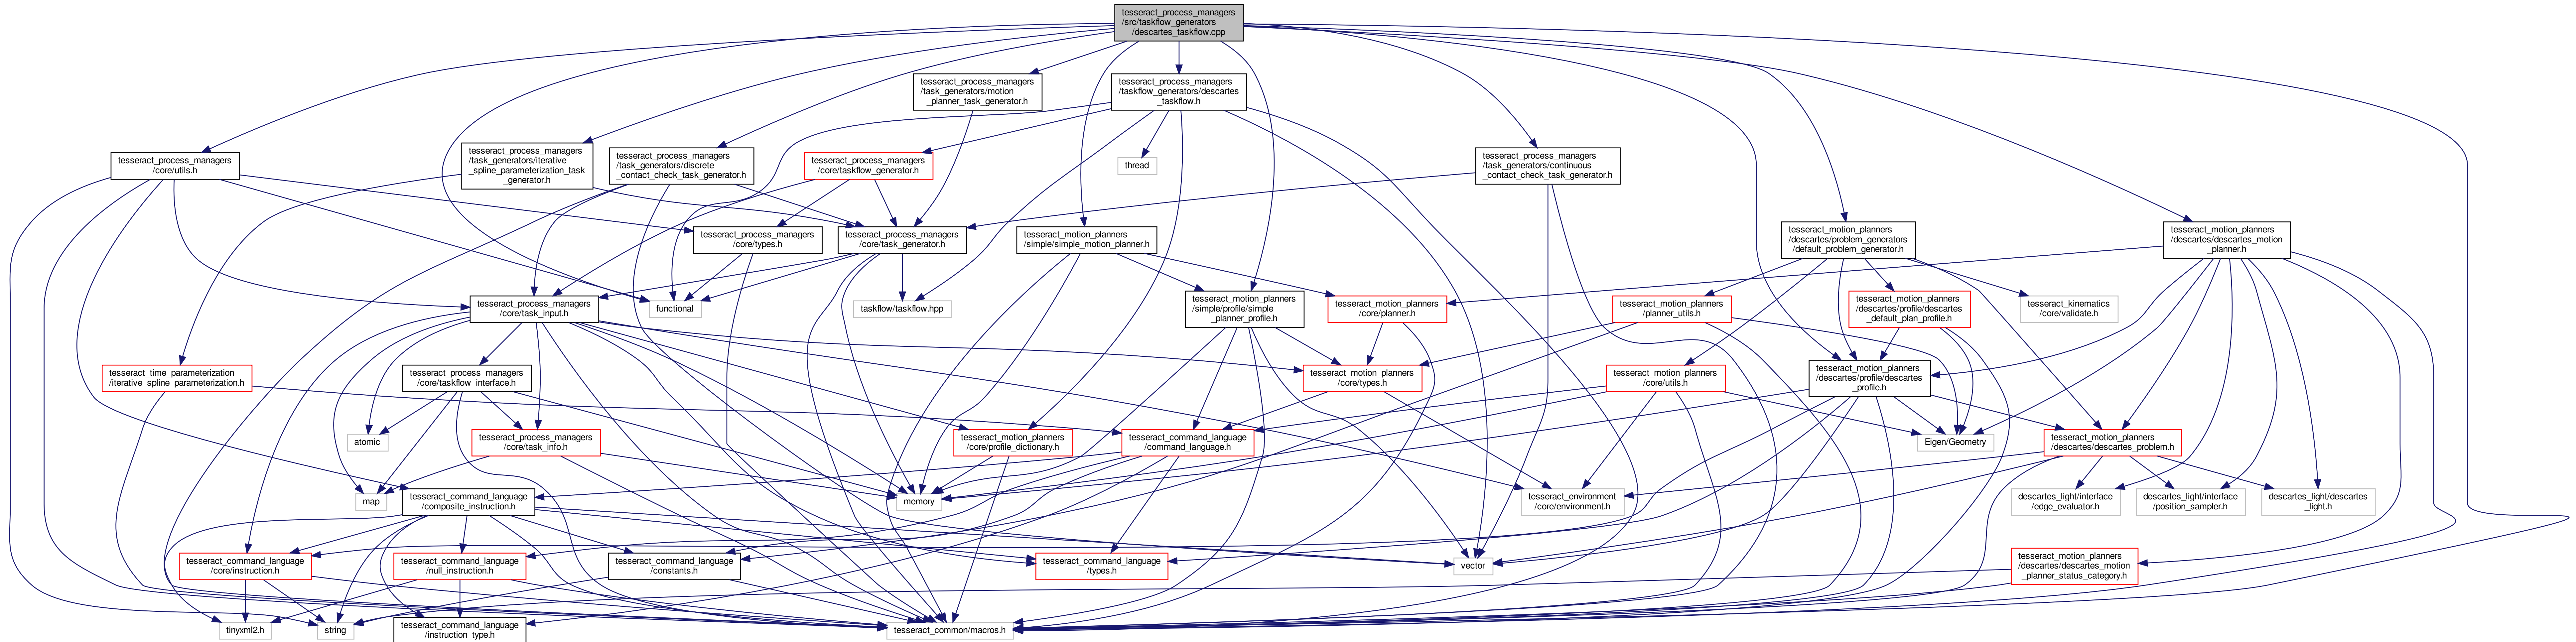 tesseract_process_managers
/src/taskflow_generators
/descartes_taskflow.cpp
tesseract_process_managers
/task_generators/motion
_planner_task_generator.h
tesseract_process_managers
/taskflow_generators/descartes
_taskflow.h
tesseract_process_managers
/core/utils.h
tesseract_process_managers
/task_generators/iterative
_spline_parameterization_task
_generator.h
tesseract_process_managers
/task_generators/discrete
_contact_check_task_generator.h
tesseract_process_managers
/core/taskflow_generator.h
thread
tesseract_process_managers
/task_generators/continuous
_contact_check_task_generator.h
tesseract_process_managers
/core/types.h
tesseract_process_managers
/core/task_generator.h
tesseract_motion_planners
/simple/simple_motion_planner.h
tesseract_motion_planners
/descartes/problem_generators
/default_problem_generator.h
tesseract_motion_planners
/descartes/descartes_motion
_planner.h
tesseract_process_managers
/core/task_input.h
functional
taskflow/taskflow.hpp
tesseract_motion_planners
/simple/profile/simple
_planner_profile.h
tesseract_motion_planners
/core/planner.h
tesseract_motion_planners
/planner_utils.h
tesseract_motion_planners
/descartes/profile/descartes
_default_plan_profile.h
tesseract_kinematics
/core/validate.h
tesseract_time_parameterization
/iterative_spline_parameterization.h
tesseract_process_managers
/core/taskflow_interface.h
tesseract_motion_planners
/core/types.h
tesseract_motion_planners
/core/utils.h
tesseract_motion_planners
/descartes/profile/descartes
_profile.h
atomic
tesseract_process_managers
/core/task_info.h
tesseract_motion_planners
/core/profile_dictionary.h
tesseract_command_language
/command_language.h
Eigen/Geometry
tesseract_motion_planners
/descartes/descartes_problem.h
map
tesseract_command_language
/composite_instruction.h
memory
tesseract_environment
/core/environment.h
descartes_light/interface
/edge_evaluator.h
descartes_light/interface
/position_sampler.h
descartes_light/descartes
_light.h
tesseract_command_language
/core/instruction.h
tesseract_command_language
/null_instruction.h
tesseract_command_language
/constants.h
tesseract_command_language
/types.h
vector
tesseract_motion_planners
/descartes/descartes_motion
_planner_status_category.h
tinyxml2.h
string
tesseract_command_language
/instruction_type.h
tesseract_common/macros.h